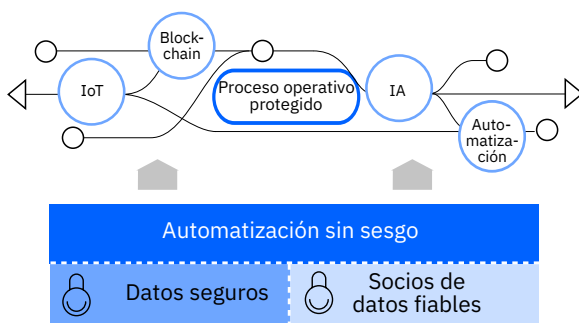 Block-
chain
IoT
Proceso operativo
protegido
IA
Auto-
matiza-
ción
Automatización sin sesgo
Datos seguros
Socios de
datos fiables